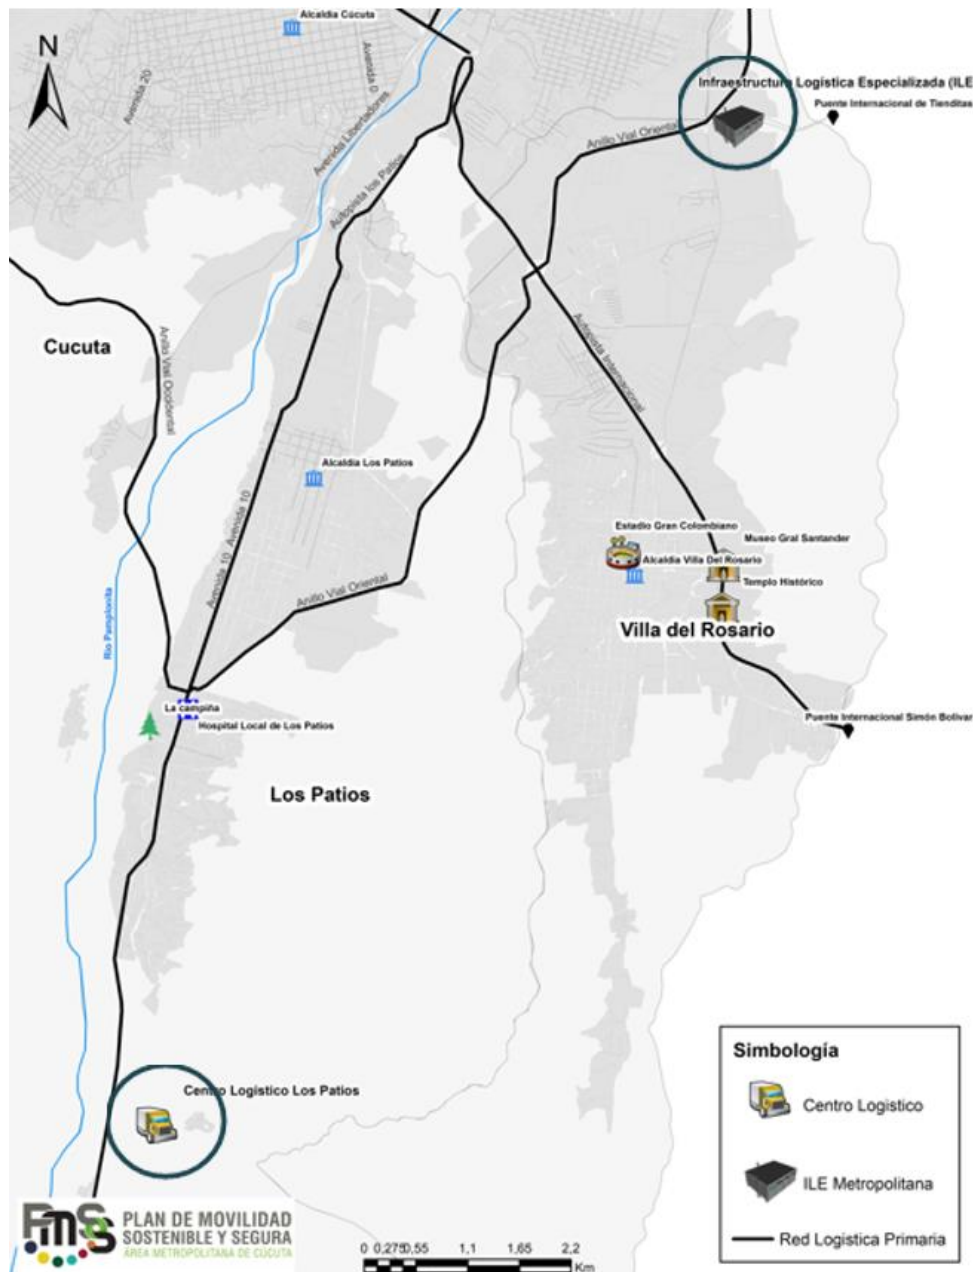 Alcaldia Cúcuta
N
Avenida 20
Avenida 0
Avenida Libertadores
Autopista los Patios
Infraestructura Logística Especializada (ILE
Puente Internacional de Tienditas
Anillo Vial Oriental
Cucuta
Anillo Vial Occidental
Autopista Internacional
Alcaldia Los Patios
Avenida 10
Avenida 10
Estadio Gran Colombiano
Museo Gral Santander
Alcaldia Villa Del Rosario
Templo Histórico
Anillo Vial Oriental
Rio Pamplonita
Villa del Rosario
La campiña
Hospital Local de Los Patios
Puente Internacional Simón Bolivar
Los Patios
Centro Logístico Los Patios
Simbología
Centro Logistico
ILE Metropolitana
Red Logistica Primaria
PmSS PLAN DE MOVILIDAD
SOSTENIBLE Y SEGURA
ÁREA METROPOLITANA DE CÚCUTA
0 0,275 0,55 1,1 1,65 2,2
Km